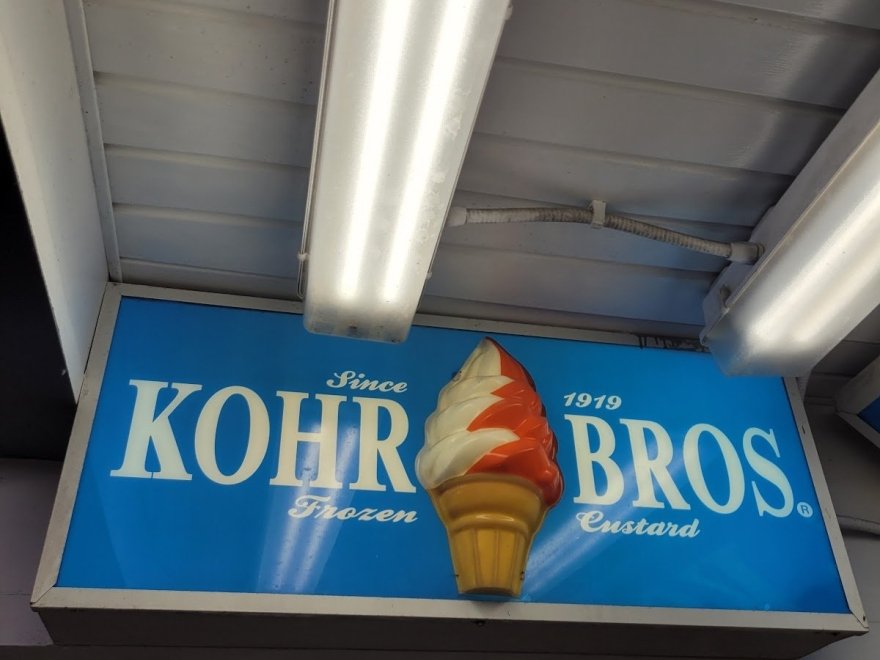 Since 1919
KOHR BROS.®
Frozen Custard